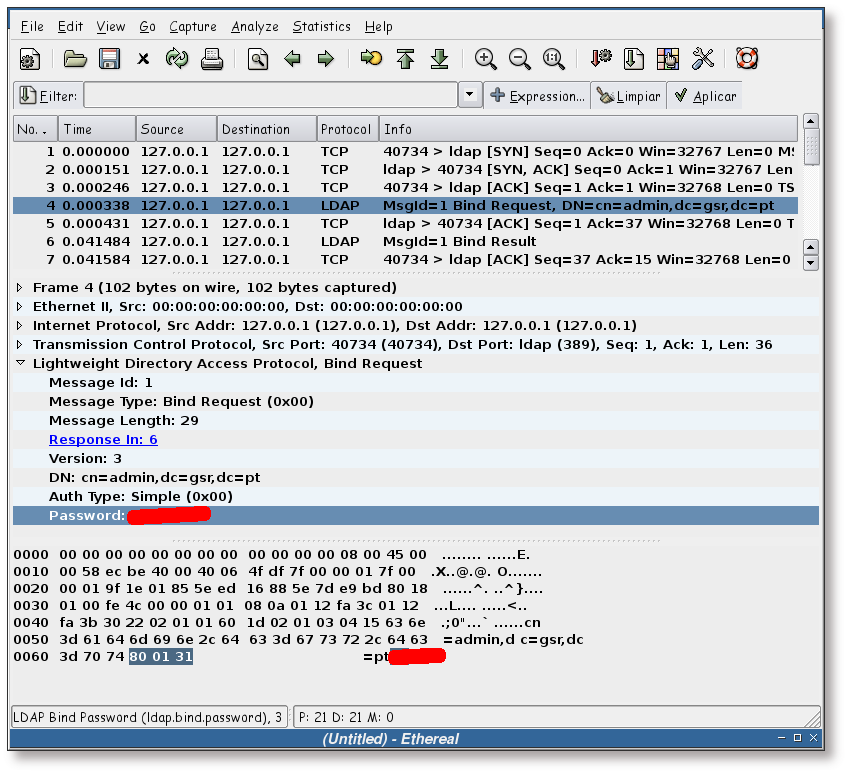 File Edit View Go Capture Analyze Statistics Help
Filter: Expression... Limpiar Aplicar
No. . Time Source Destination Protocol Info
1 0.000000 127.0.0.1 127.0.0.1 TCP 40734 > ldap [SYN] Seq=0 Ack=0 Win=32767 Len=0 MS
2 0.000151 127.0.0.1 127.0.0.1 TCP ldap > 40734 [SYN, ACK] Seq=0 Ack=1 Win=32767 Len
3 0.000246 127.0.0.1 127.0.0.1 TCP 40734 > ldap [ACK] Seq=1 Ack=1 Win=32768 Len=0 TS
4 0.000338 127.0.0.1 127.0.0.1 LDAP MsgId=1 Bind Request, DN=cn=admin,dc=gsr,dc=pt
5 0.000431 127.0.0.1 127.0.0.1 TCP ldap > 40734 [ACK] Seq=1 Ack=37 Win=32768 Len=0 T
6 0.041484 127.0.0.1 127.0.0.1 LDAP MsgId=1 Bind Result
7 0.041584 127.0.0.1 127.0.0.1 TCP 40734 > ldap [ACK] Seq=37 Ack=15 Win=32768 Len=0
Frame 4 (102 bytes on wire, 102 bytes captured)
Ethernet II, Src: 00:00:00:00:00:00, Dst: 00:00:00:00:00:00
Internet Protocol, Src Addr: 127.0.0.1 (127.0.0.1), Dst Addr: 127.0.0.1 (127.0.0.1)
Transmission Control Protocol, Src Port: 40734 (40734), Dst Port: ldap (389), Seq: 1, Ack: 1, Len: 36
Lightweight Directory Access Protocol, Bind Request
Message Id: 1
Message Type: Bind Request (0x00)
Message Length: 29
Response In: 6
Version: 3
DN: cn=admin,dc=gsr,dc=pt
Auth Type: Simple (0x00)
Password:
0000 00 00 00 00 00 00 00 00 00 00 00 00 08 00 45 00 ........ ......E.
0010 00 58 ec be 40 00 40 06 4f df 7f 00 00 01 7f 00 .X..@.@. O.......
0020 00 01 9f 1e 01 85 5e ed 16 88 5e 7d e9 bd 80 18 ......^. ..^}....
0030 01 00 fe 4c 00 00 01 01 08 0a 01 12 fa 3c 01 12 ...L.... .....<..
0040 fa 3b 30 22 02 01 01 60 1d 02 01 03 04 15 63 6e .;0"...` ......cn
0050 3d 61 64 6d 69 6e 2c 64 63 3d 67 73 72 2c 64 63 =admin,d c=gsr,dc
0060 3d 70 74 80 01 31 =pt
LDAP Bind Password (ldap.bind.password), 3 P: 21 D: 21 M: 0
(Untitled) - Ethereal